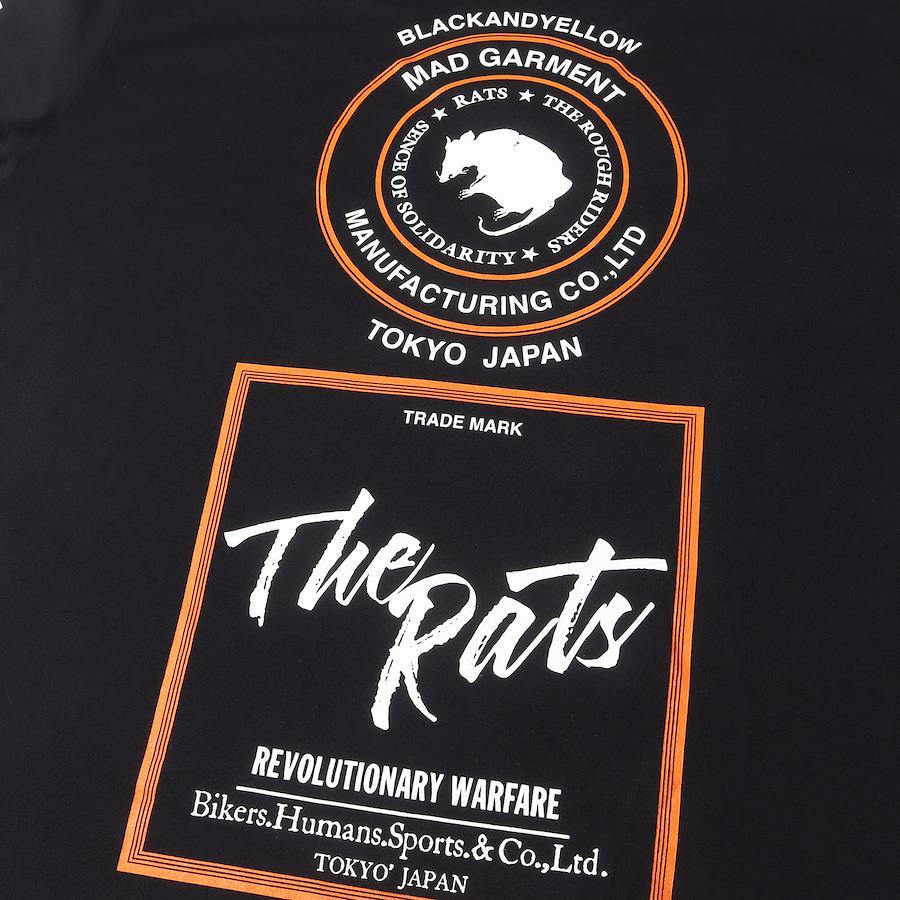 BLACKANDYELLOW
MAD GARMENT
★ RATS ★ THE ROUGH RIDERS
SENCE OF SOLIDARITY ★
MANUFACTURING CO.,LTD
TOKYO JAPAN
TRADE MARK
The
Rats
REVOLUTIONARY WARFARE
Bikers.Humans.Sports.& Co.,Ltd.
TOKYO' JAPAN